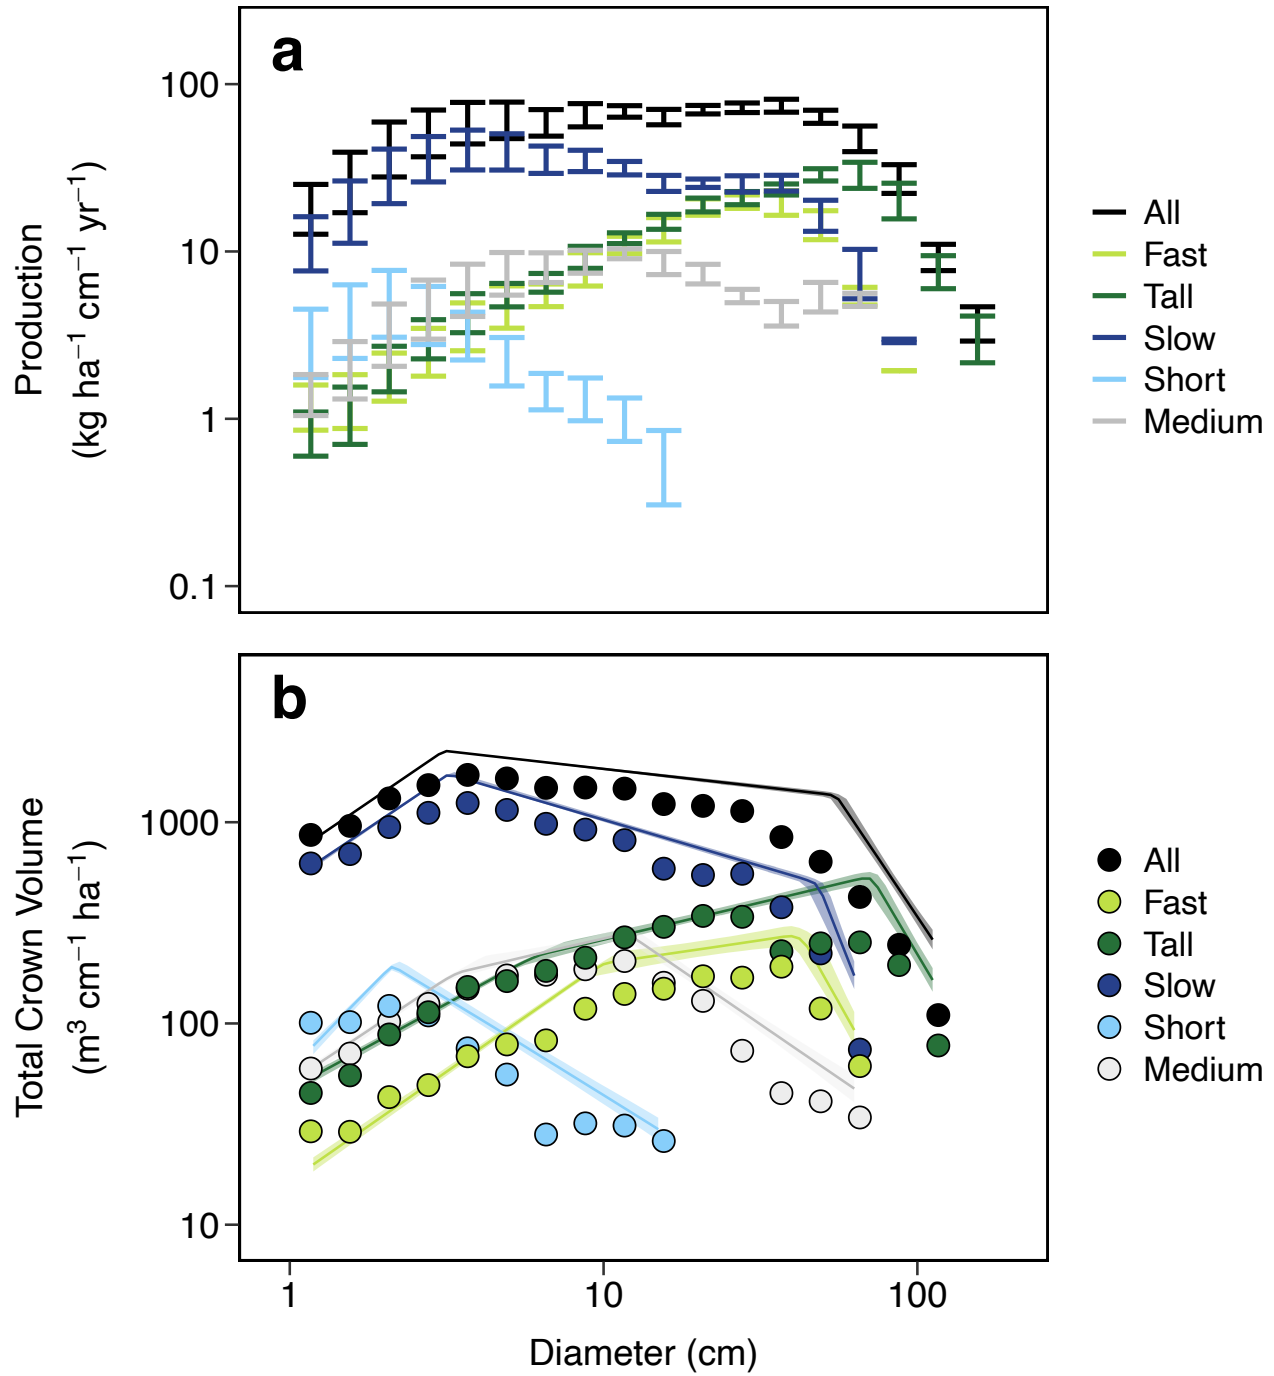 a
100
10
1
0.1
Production
(kg ha⁻¹ cm⁻¹ yr⁻¹)
All
Fast
Tall
Slow
Short
Medium
b
1000
100
10
Total Crown Volume
(m³ cm⁻¹ ha⁻¹)
All
Fast
Tall
Slow
Short
Medium
1
10
100
Diameter (cm)